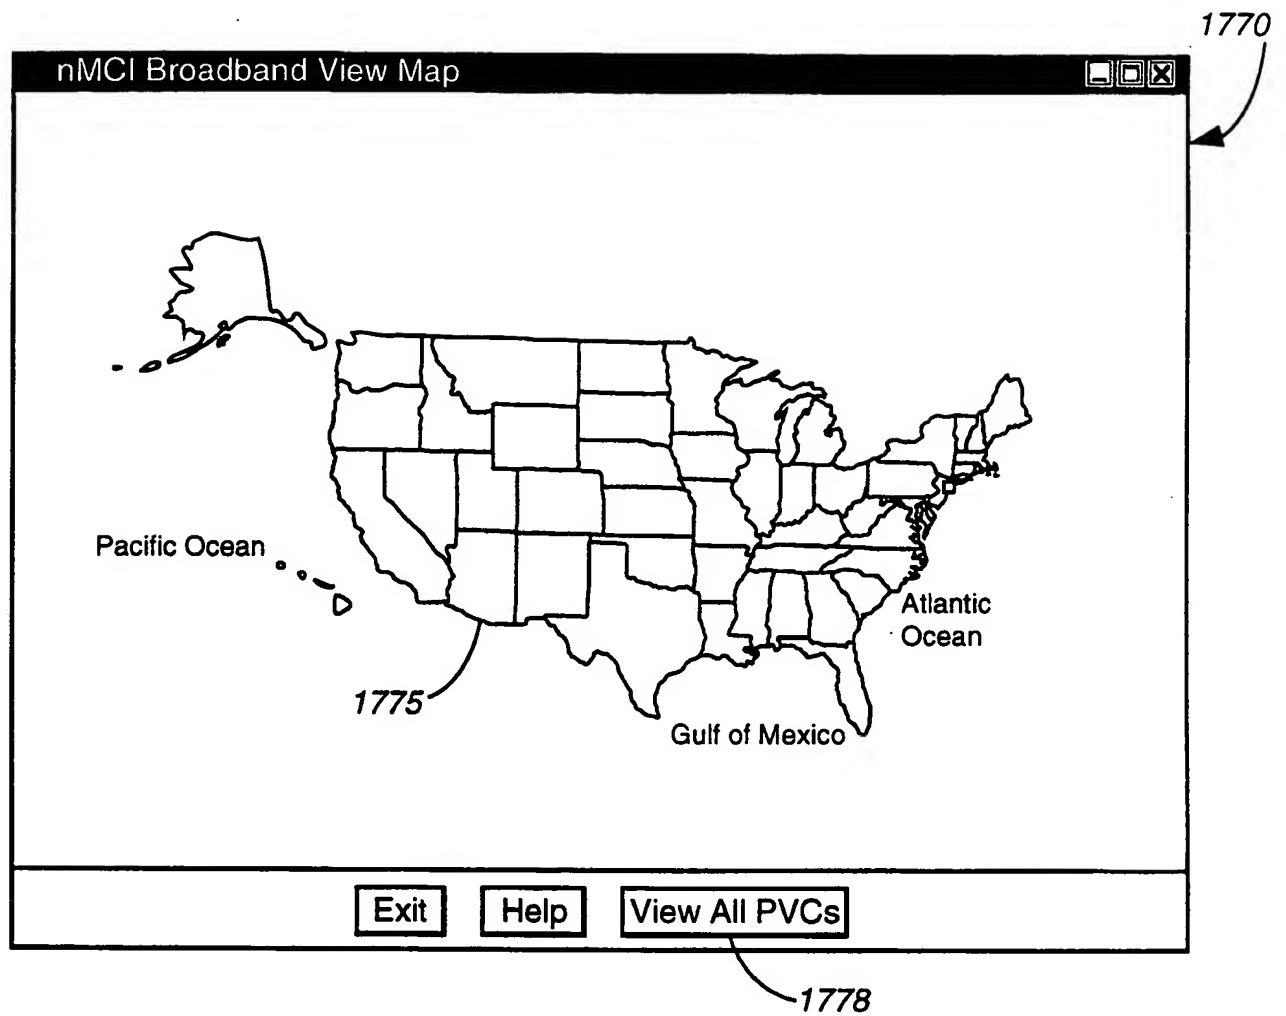 1770
nMCI Broadband View Map
Pacific Ocean
Atlantic
Ocean
1775
Gulf of Mexico
Exit
Help
View All PVCs
1778